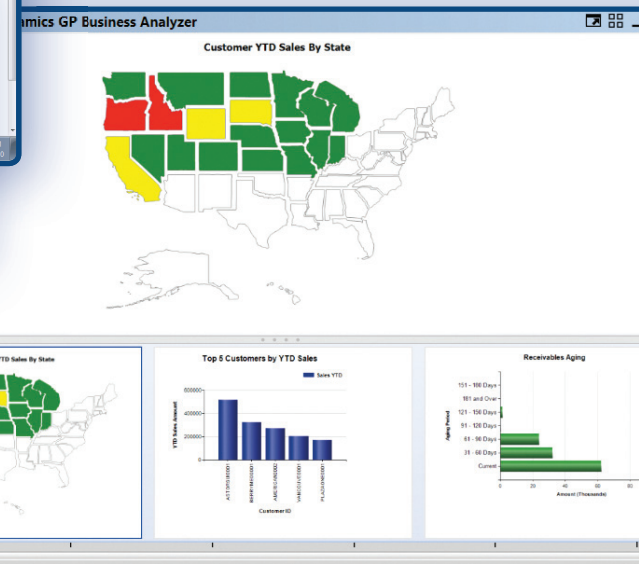 mics GP Business Analyzer
Customer YTD Sales By State
YTD Sales By State
Top 5 Customers by YTD Sales
Sales YTD
YTD Sales Amount
600000
400000
200000
0
Customer ID
Receivables Aging
Aging Period
151 - 180 Days
181 and Over
121 - 150 Days
91 - 120 Days
61 - 90 Days
31 - 60 Days
Current
0
20
40
60
80
Amount (Thousands)